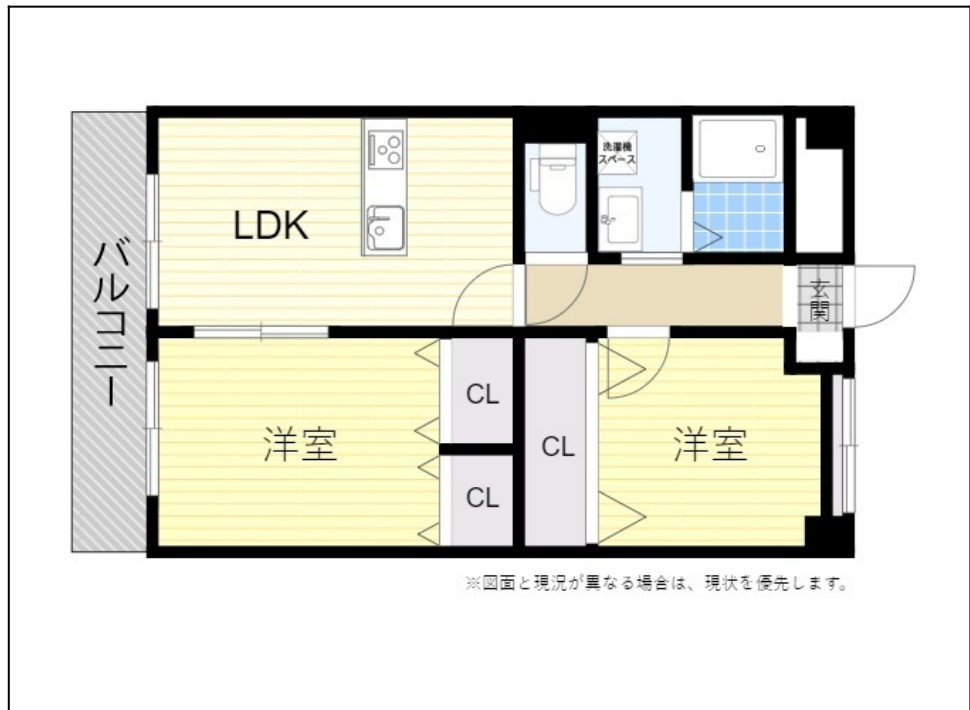 洗濯機
スペース
LDK
バルコニー
玄関
CL
洋室
CL
洋室
CL
※図面と現況が異なる場合は、現状を優先します。